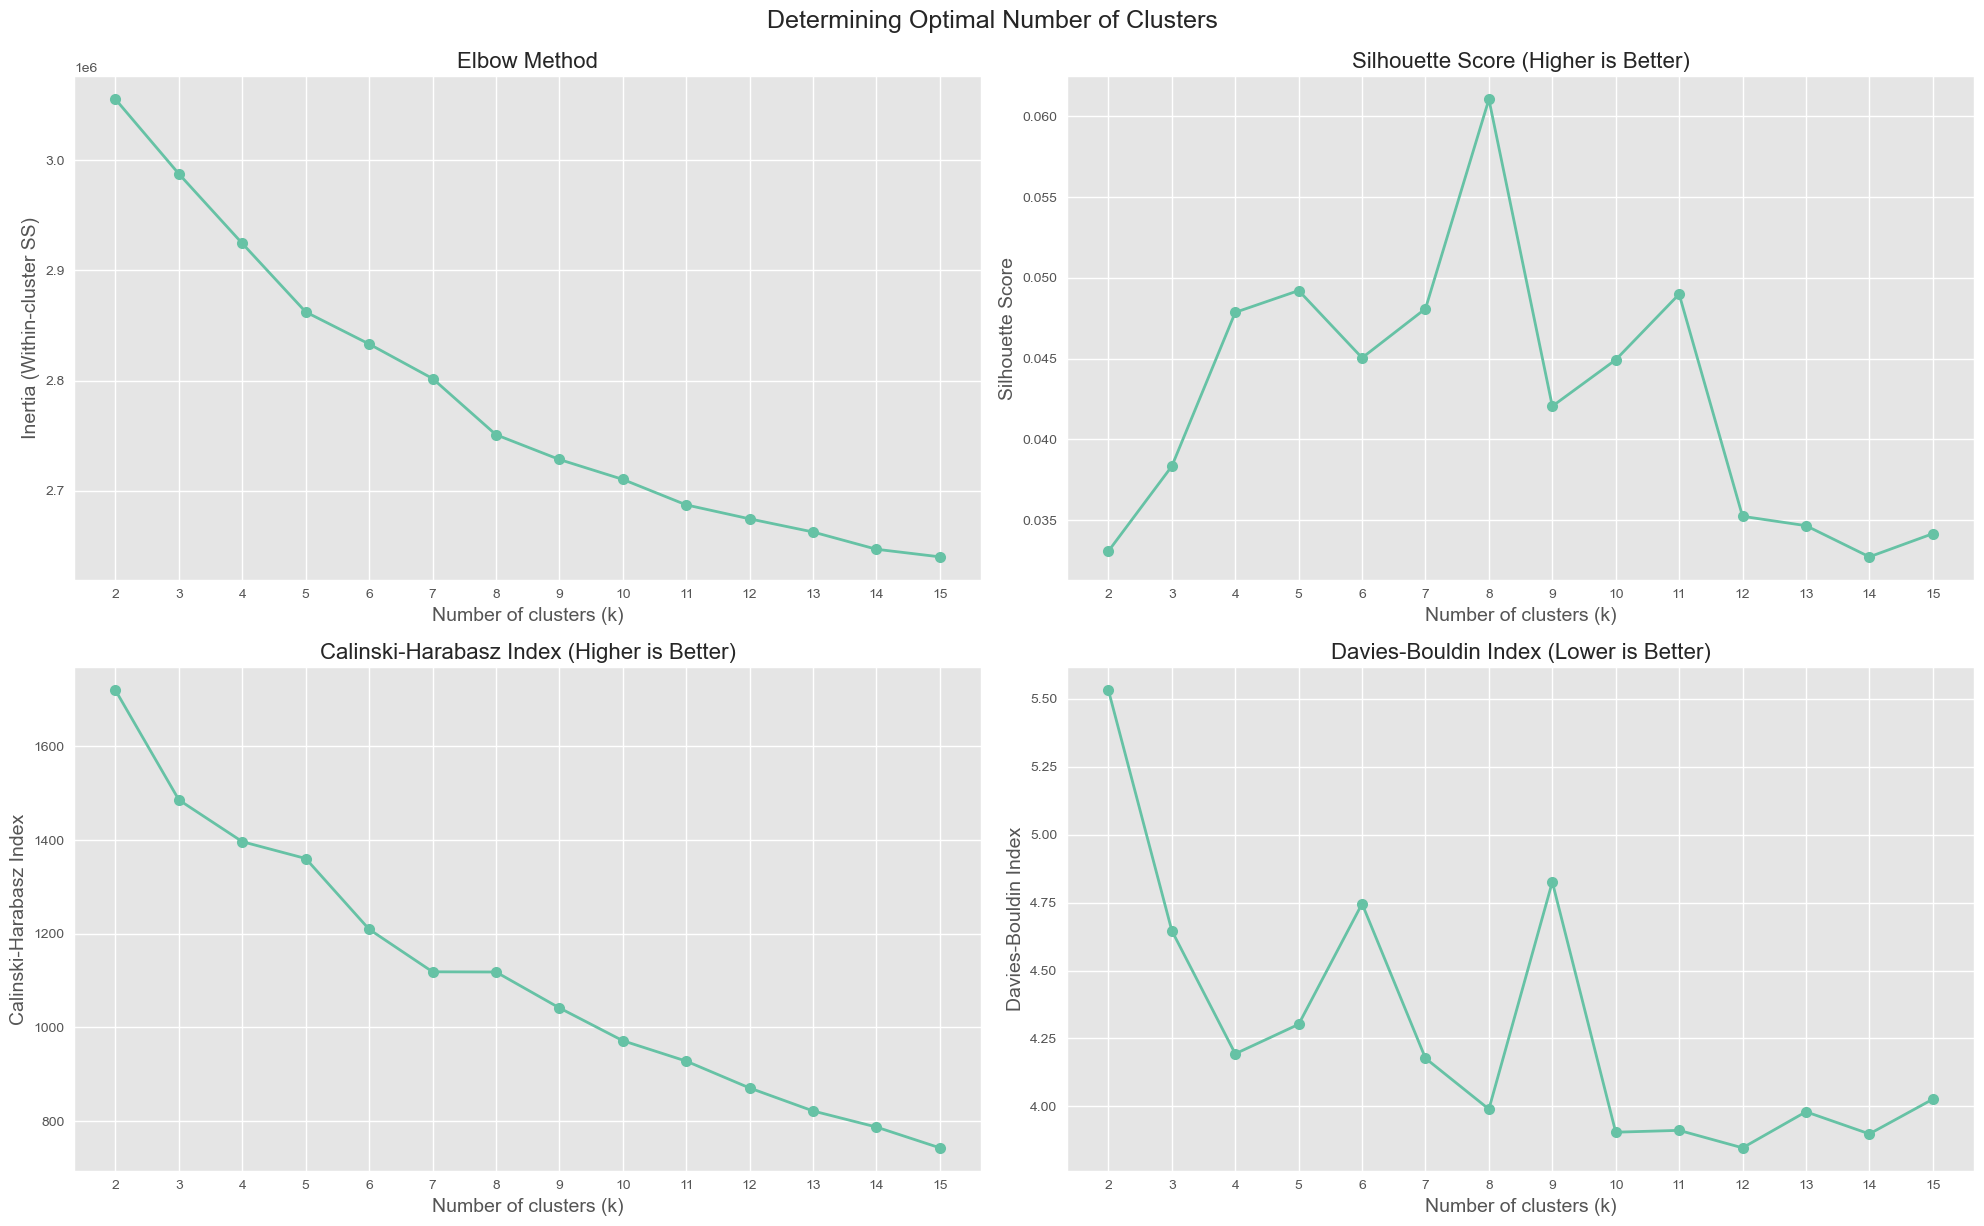 Determining Optimal Number of Clusters
Elbow Method
1e6
3.0
2.9
2.8
2.7
Inertia (Within-cluster SS)
2 3 4 5 6 7 8 9 10 11 12 13 14 15
Number of clusters (k)
Silhouette Score (Higher is Better)
0.060
0.055
0.050
0.045
0.040
0.035
Silhouette Score
2 3 4 5 6 7 8 9 10 11 12 13 14 15
Number of clusters (k)
Calinski-Harabasz Index (Higher is Better)
1600
1400
1200
1000
800
Calinski-Harabasz Index
2 3 4 5 6 7 8 9 10 11 12 13 14 15
Number of clusters (k)
Davies-Bouldin Index (Lower is Better)
5.50
5.25
5.00
4.75
4.50
4.25
4.00
Davies-Bouldin Index
2 3 4 5 6 7 8 9 10 11 12 13 14 15
Number of clusters (k)